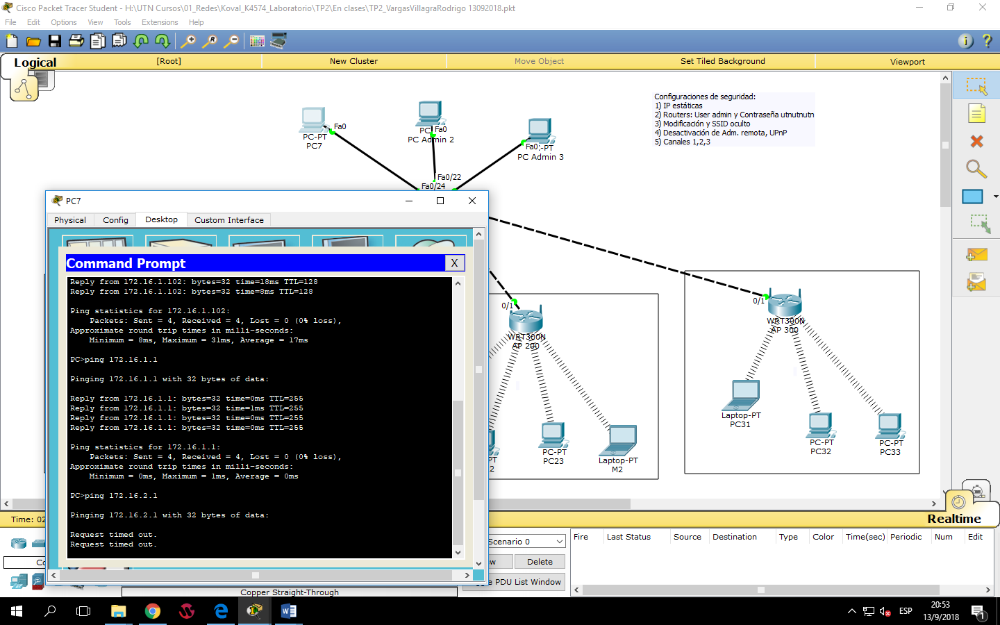 Cisco Packet Tracer Student - H:\UTN Cursos\01_Redes\Koval_K4574_Laboratorio\TP2\En clases\TP2_VargasVillagraRodrigo 13092018.pkt
File Edit Options View Tools Extensions Help
Logical
[Root]
New Cluster
Move Object
Set Tiled Background
Viewport
Configuraciones de seguridad:
1) IP estáticas
2) Routers: User admin y Contraseña utnutnutn
3) Modificación y SSID oculto
4) Desactivación de Adm. remota, UPnP
5) Canales 1,2,3
Fa0
PC-PT
PC7
PC
Fa0
PC Admin 2
Fa0
-PT
PC Admin 3
Fa0/22
Fa0/24
PC7
Physical Config Desktop Custom Interface
Command Prompt
X
Reply from 172.16.1.102: bytes=32 time=18ms TTL=128
Reply from 172.16.1.102: bytes=32 time=8ms TTL=128
Ping statistics for 172.16.1.102:
Packets: Sent = 4, Received = 4, Lost = 0 (0% loss),
Approximate round trip times in milli-seconds:
Minimum = 8ms, Maximum = 31ms, Average = 17ms
PC>ping 172.16.1.1
Pinging 172.16.1.1 with 32 bytes of data:
Reply from 172.16.1.1: bytes=32 time=0ms TTL=255
Reply from 172.16.1.1: bytes=32 time=1ms TTL=255
Reply from 172.16.1.1: bytes=32 time=0ms TTL=255
Reply from 172.16.1.1: bytes=32 time=0ms TTL=255
Ping statistics for 172.16.1.1:
Packets: Sent = 4, Received = 4, Lost = 0 (0% loss),
Approximate round trip times in milli-seconds:
Minimum = 0ms, Maximum = 1ms, Average = 0ms
PC>ping 172.16.2.1
Pinging 172.16.2.1 with 32 bytes of data:
Request timed out.
Request timed out.
0/1
WRT300N
AP 200
PT
2
PC-PT
PC23
Laptop-PT
M2
0/1
WRT300N
AP 300
Laptop-PT
PC31
PC-PT
PC32
PC-PT
PC33
Time: 02
Realtime
Co
Scenario 0
ew
Delete
e PDU List Window
Copper Straight-Through
Fire Last Status Source Destination Type Color Time(sec) Periodic Num Edit
ESP
20:53
13/9/2018
1